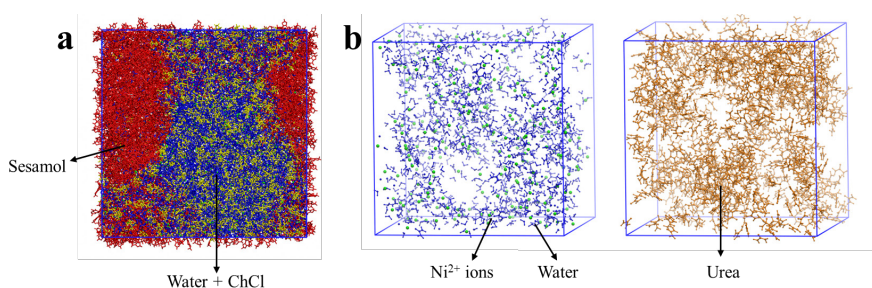 a
b
Sesamol
Water + ChCl
Ni²⁺ ions
Water
Urea